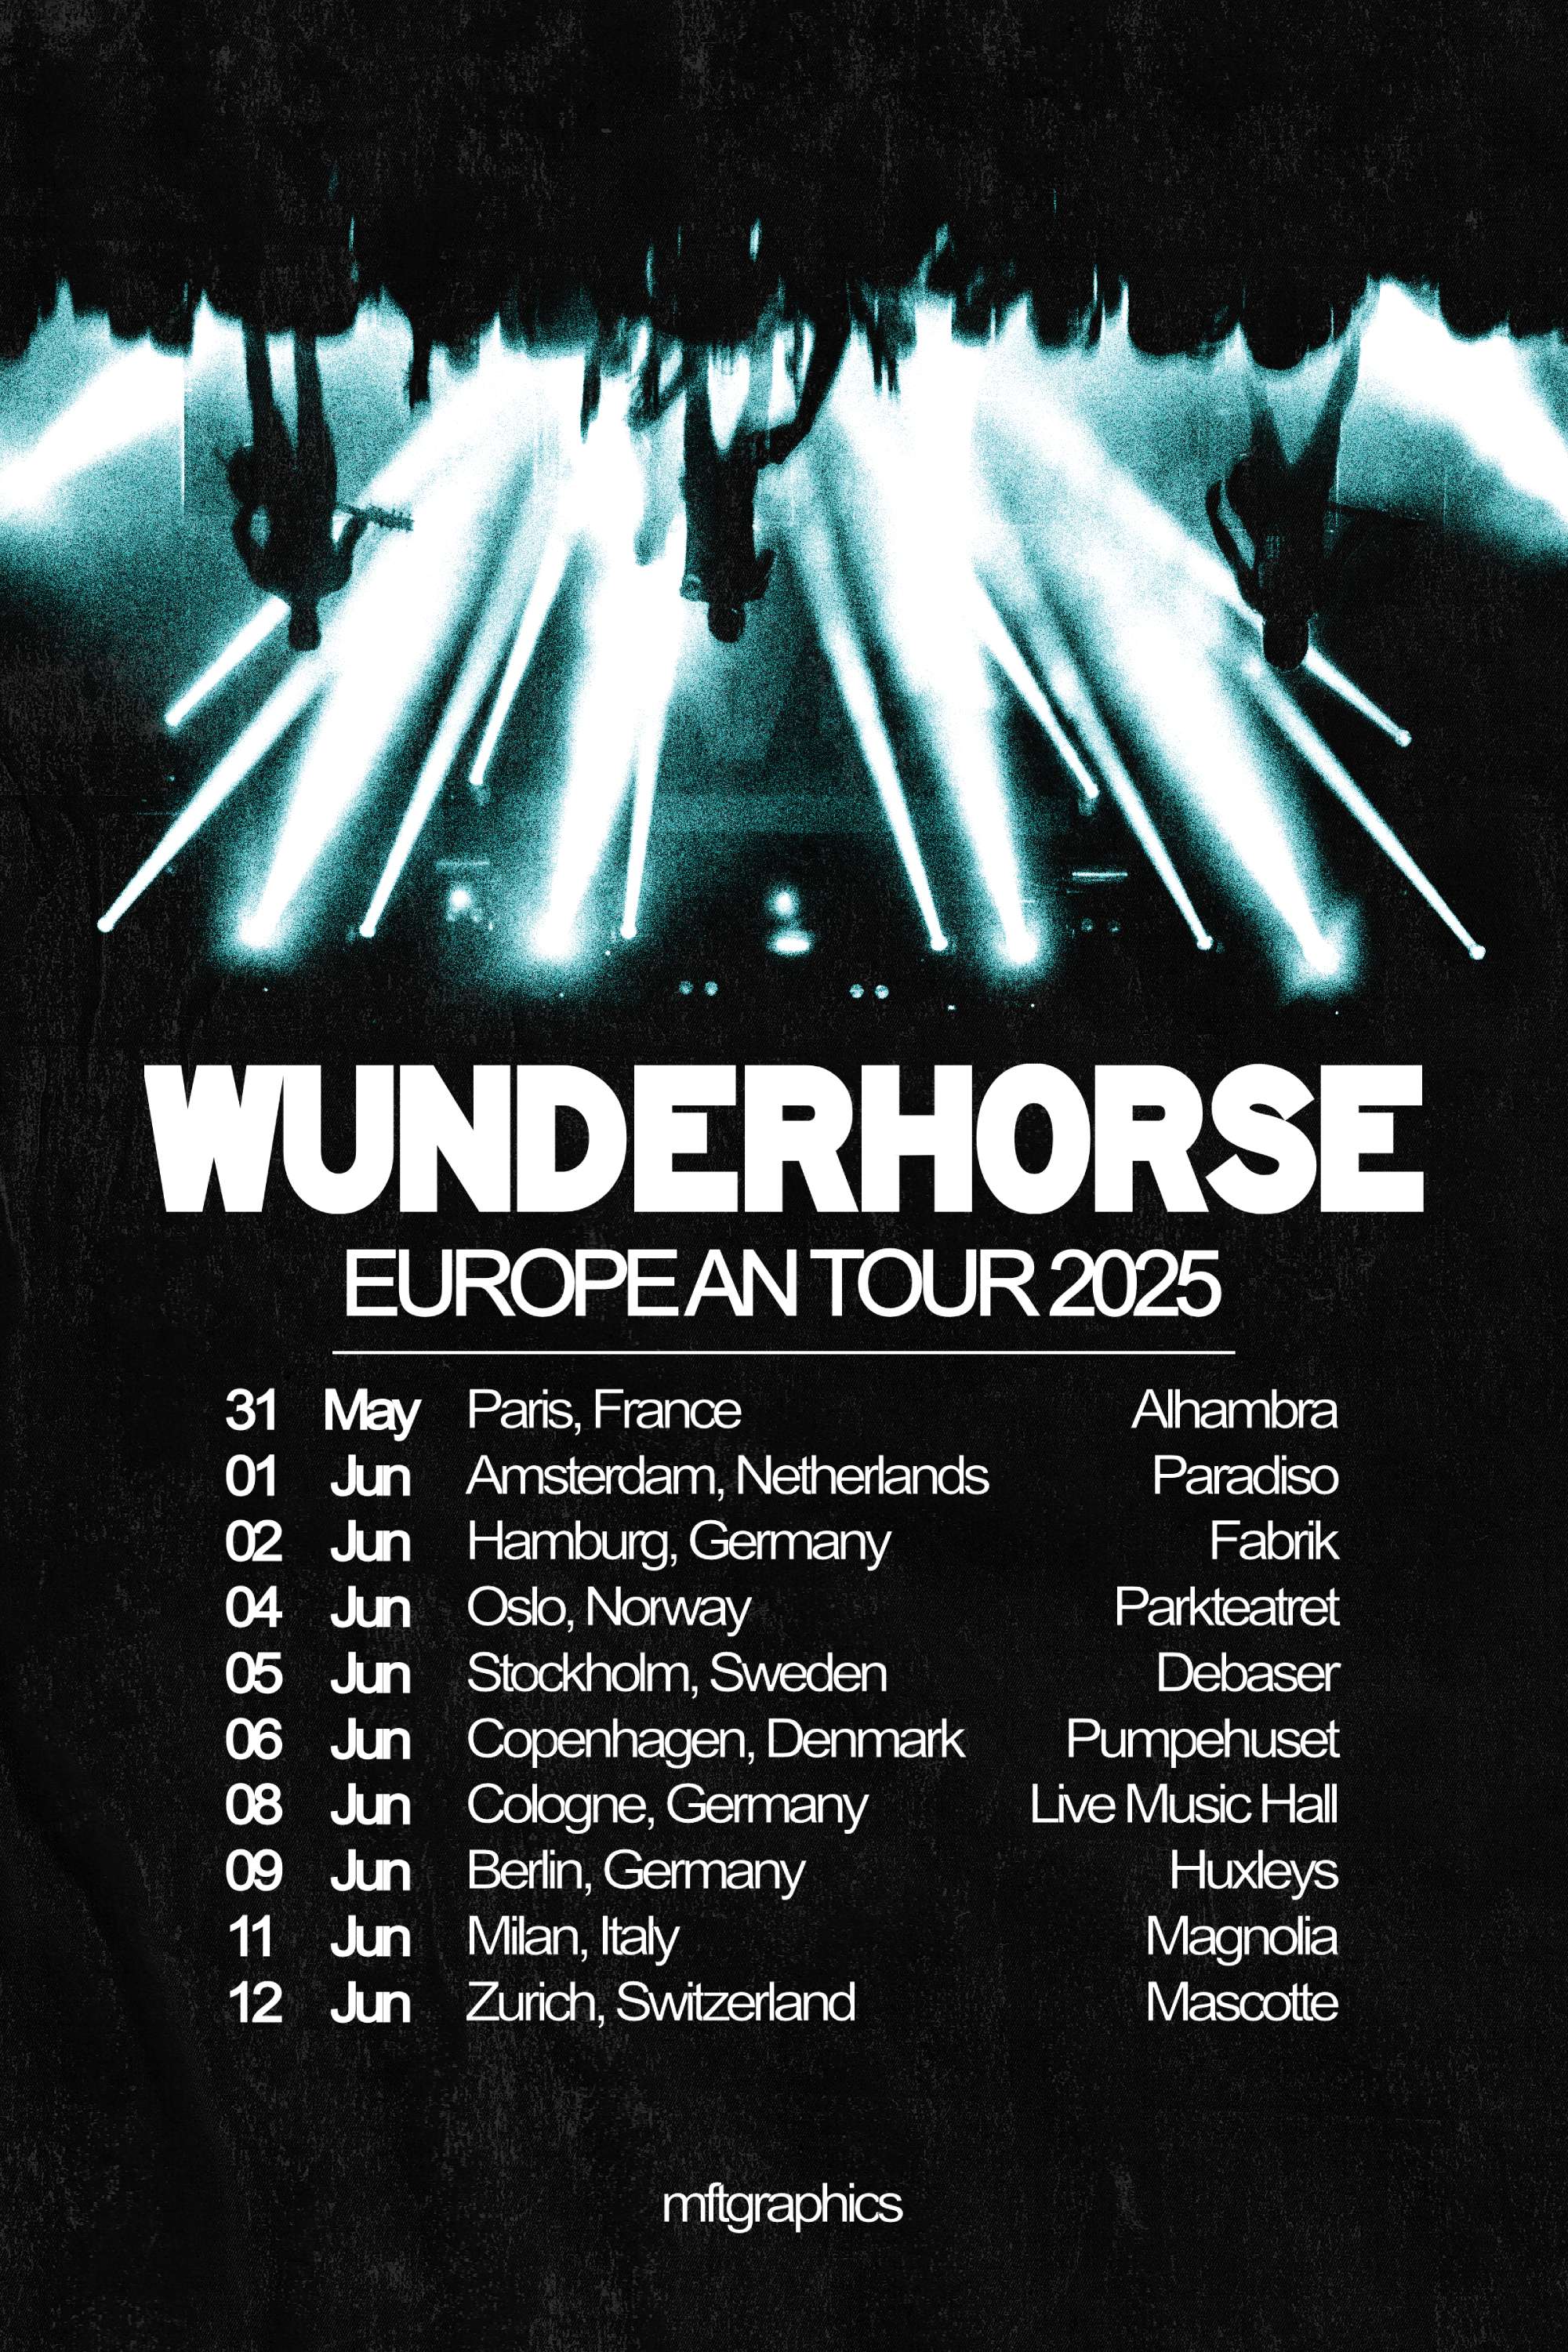 WUNDERHORSE
EUROPEAN TOUR 2025
31 May Paris, France Alhambra
01 Jun Amsterdam, Netherlands Paradiso
02 Jun Hamburg, Germany Fabrik
04 Jun Oslo, Norway Parkteatret
05 Jun Stockholm, Sweden Debaser
06 Jun Copenhagen, Denmark Pumpehuset
08 Jun Cologne, Germany Live Music Hall
09 Jun Berlin, Germany Huxleys
11 Jun Milan, Italy Magnolia
12 Jun Zurich, Switzerland Mascotte
mftgraphics